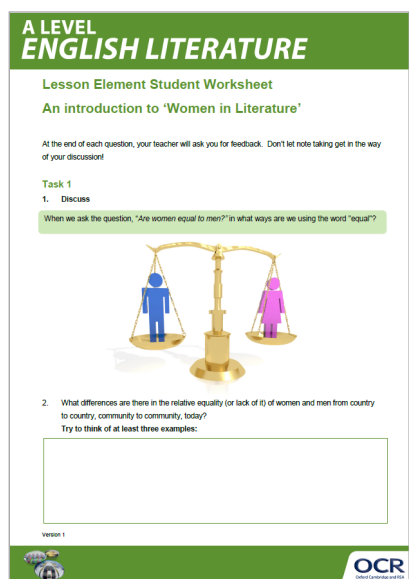 A LEVEL
ENGLISH LITERATURE
Lesson Element Student Worksheet
An introduction to ‘Women in Literature’
At the end of each question, your teacher will ask you for feedback. Don’t let note taking get in the way
of your discussion!
Task 1
1. Discuss
When we ask the question, “Are women equal to men?” in what ways are we using the word “equal”?
2. What differences are there in the relative equality (or lack of it) of women and men from country
to country, community to community, today?
Try to think of at least three examples:
Version 1
OCR
Oxford Cambridge and RSA